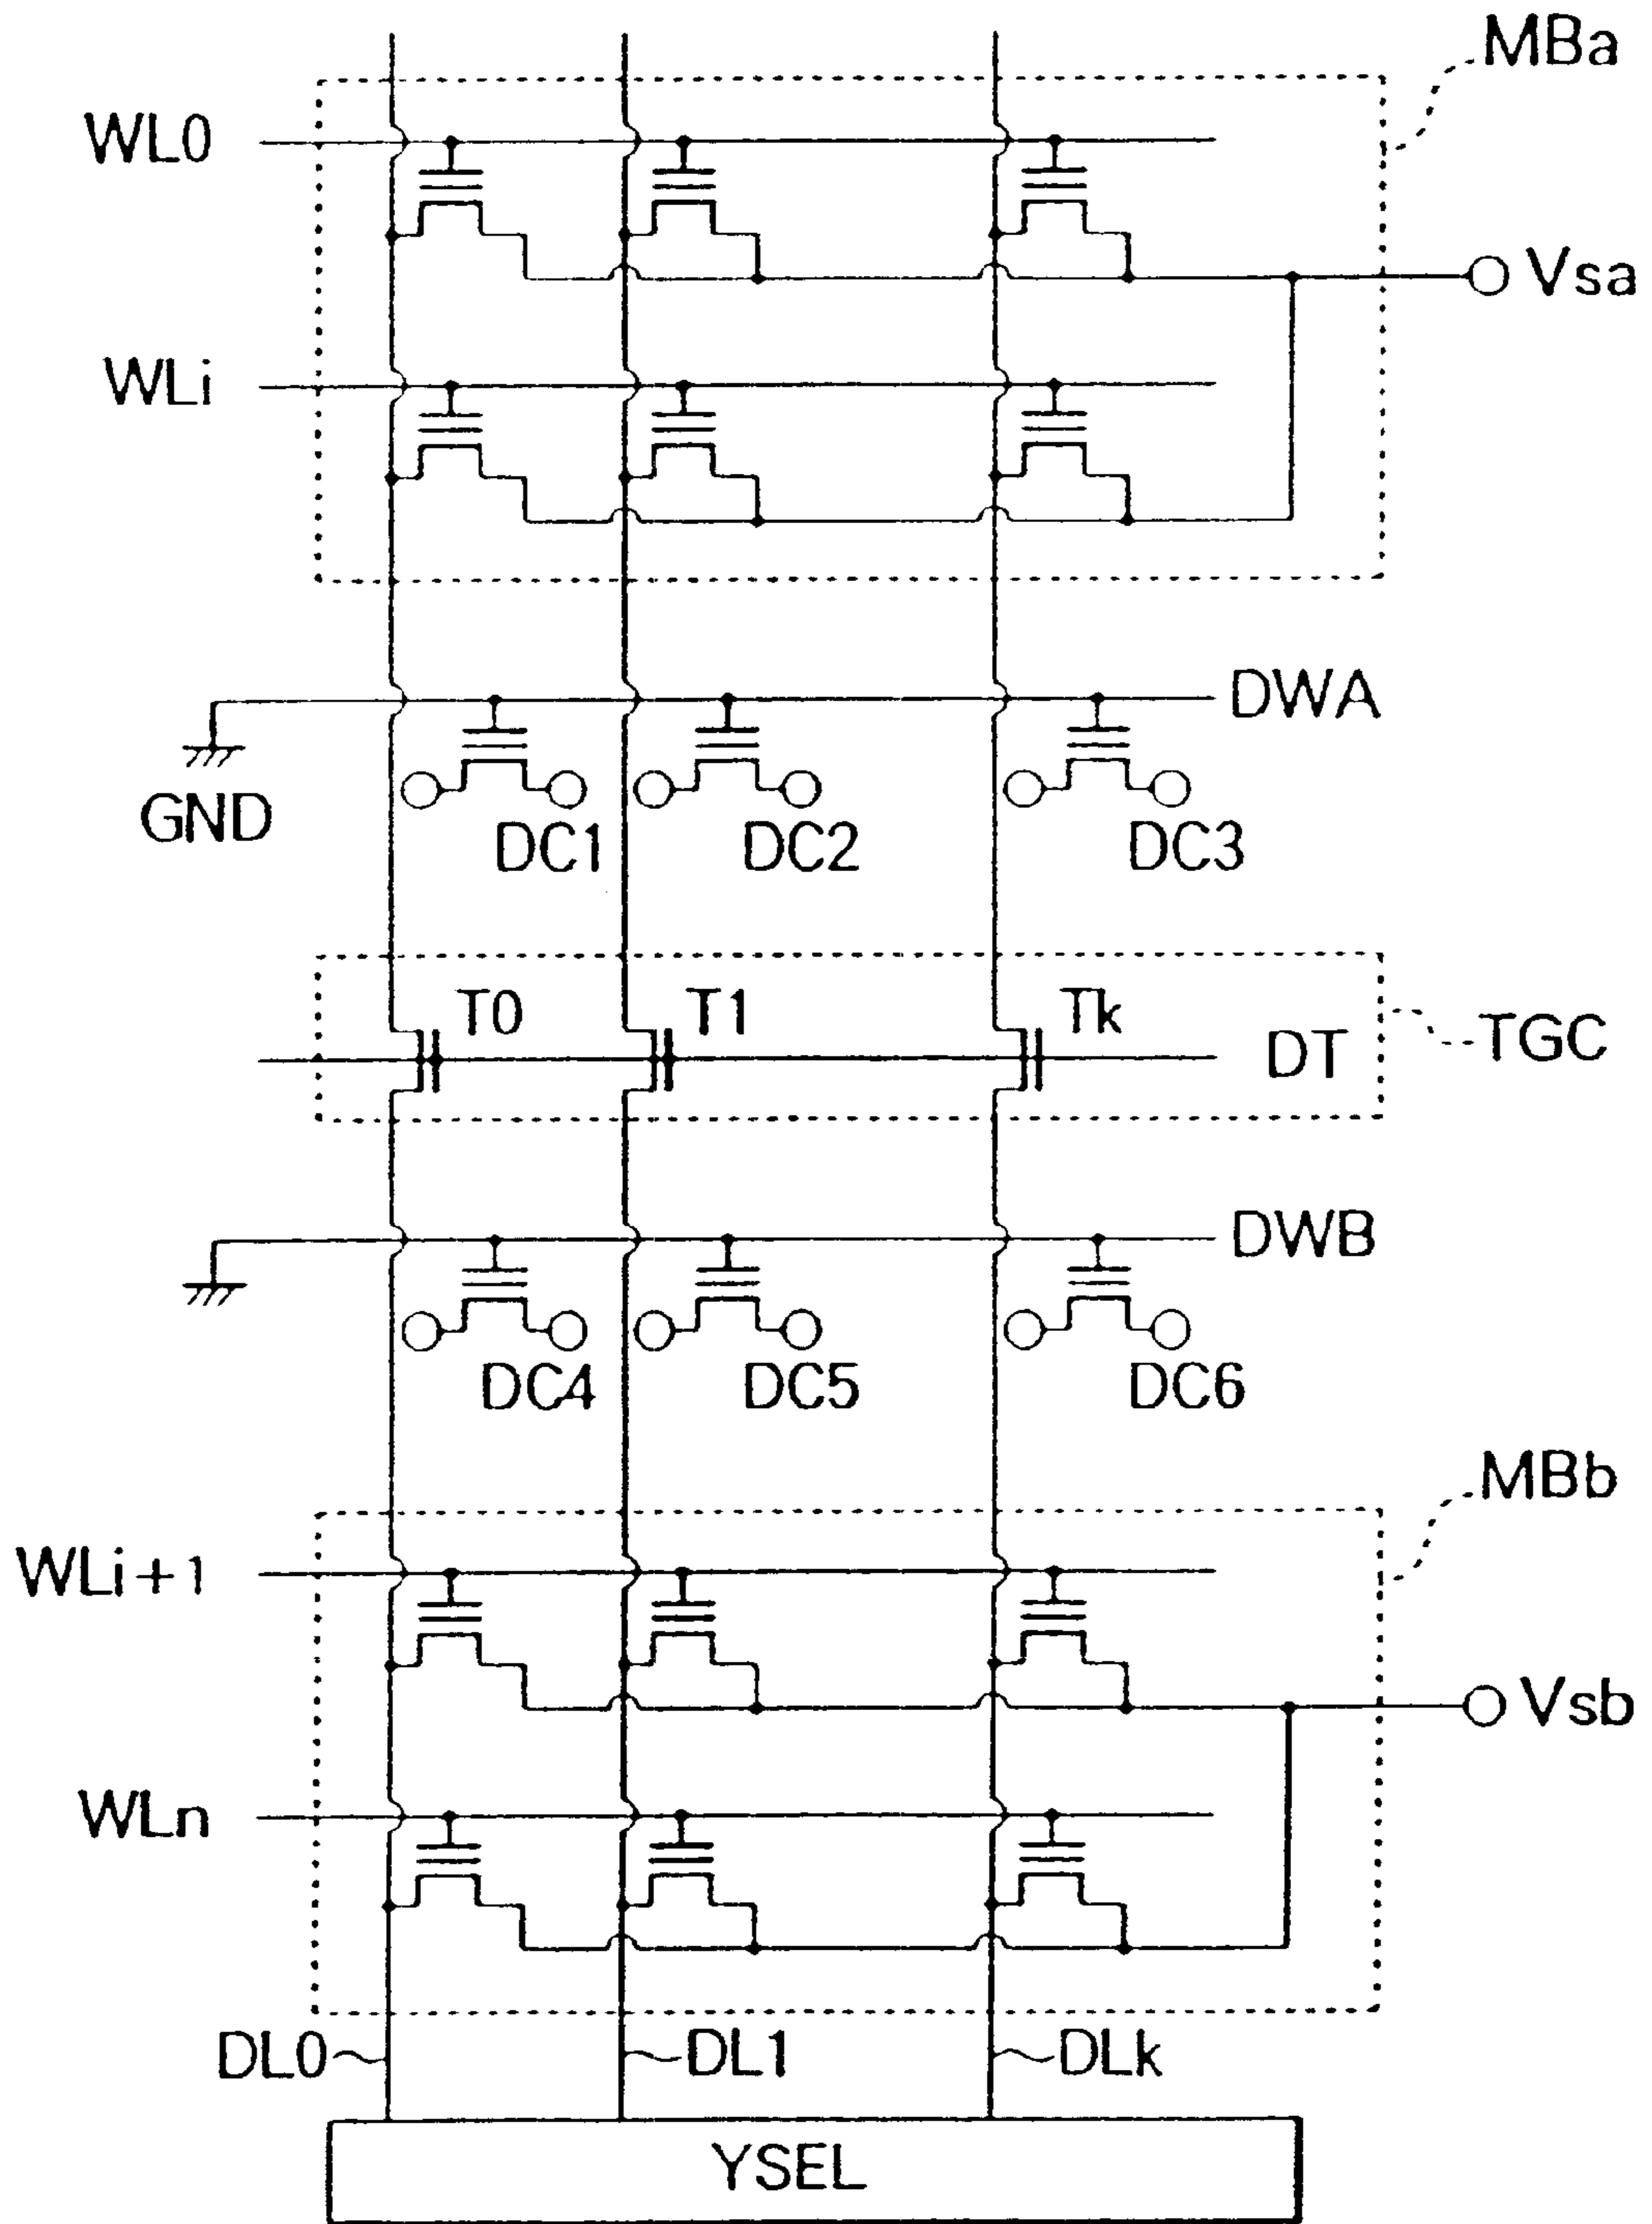 MBa
WL0
Vsa
WLi
DWA
GND
DC1 DC2 DC3
T0 T1 Tk
DT
TGC
DWB
DC4 DC5 DC6
MBb
WLi+1
Vsb
WLn
DL0 DL1 DLk
YSEL